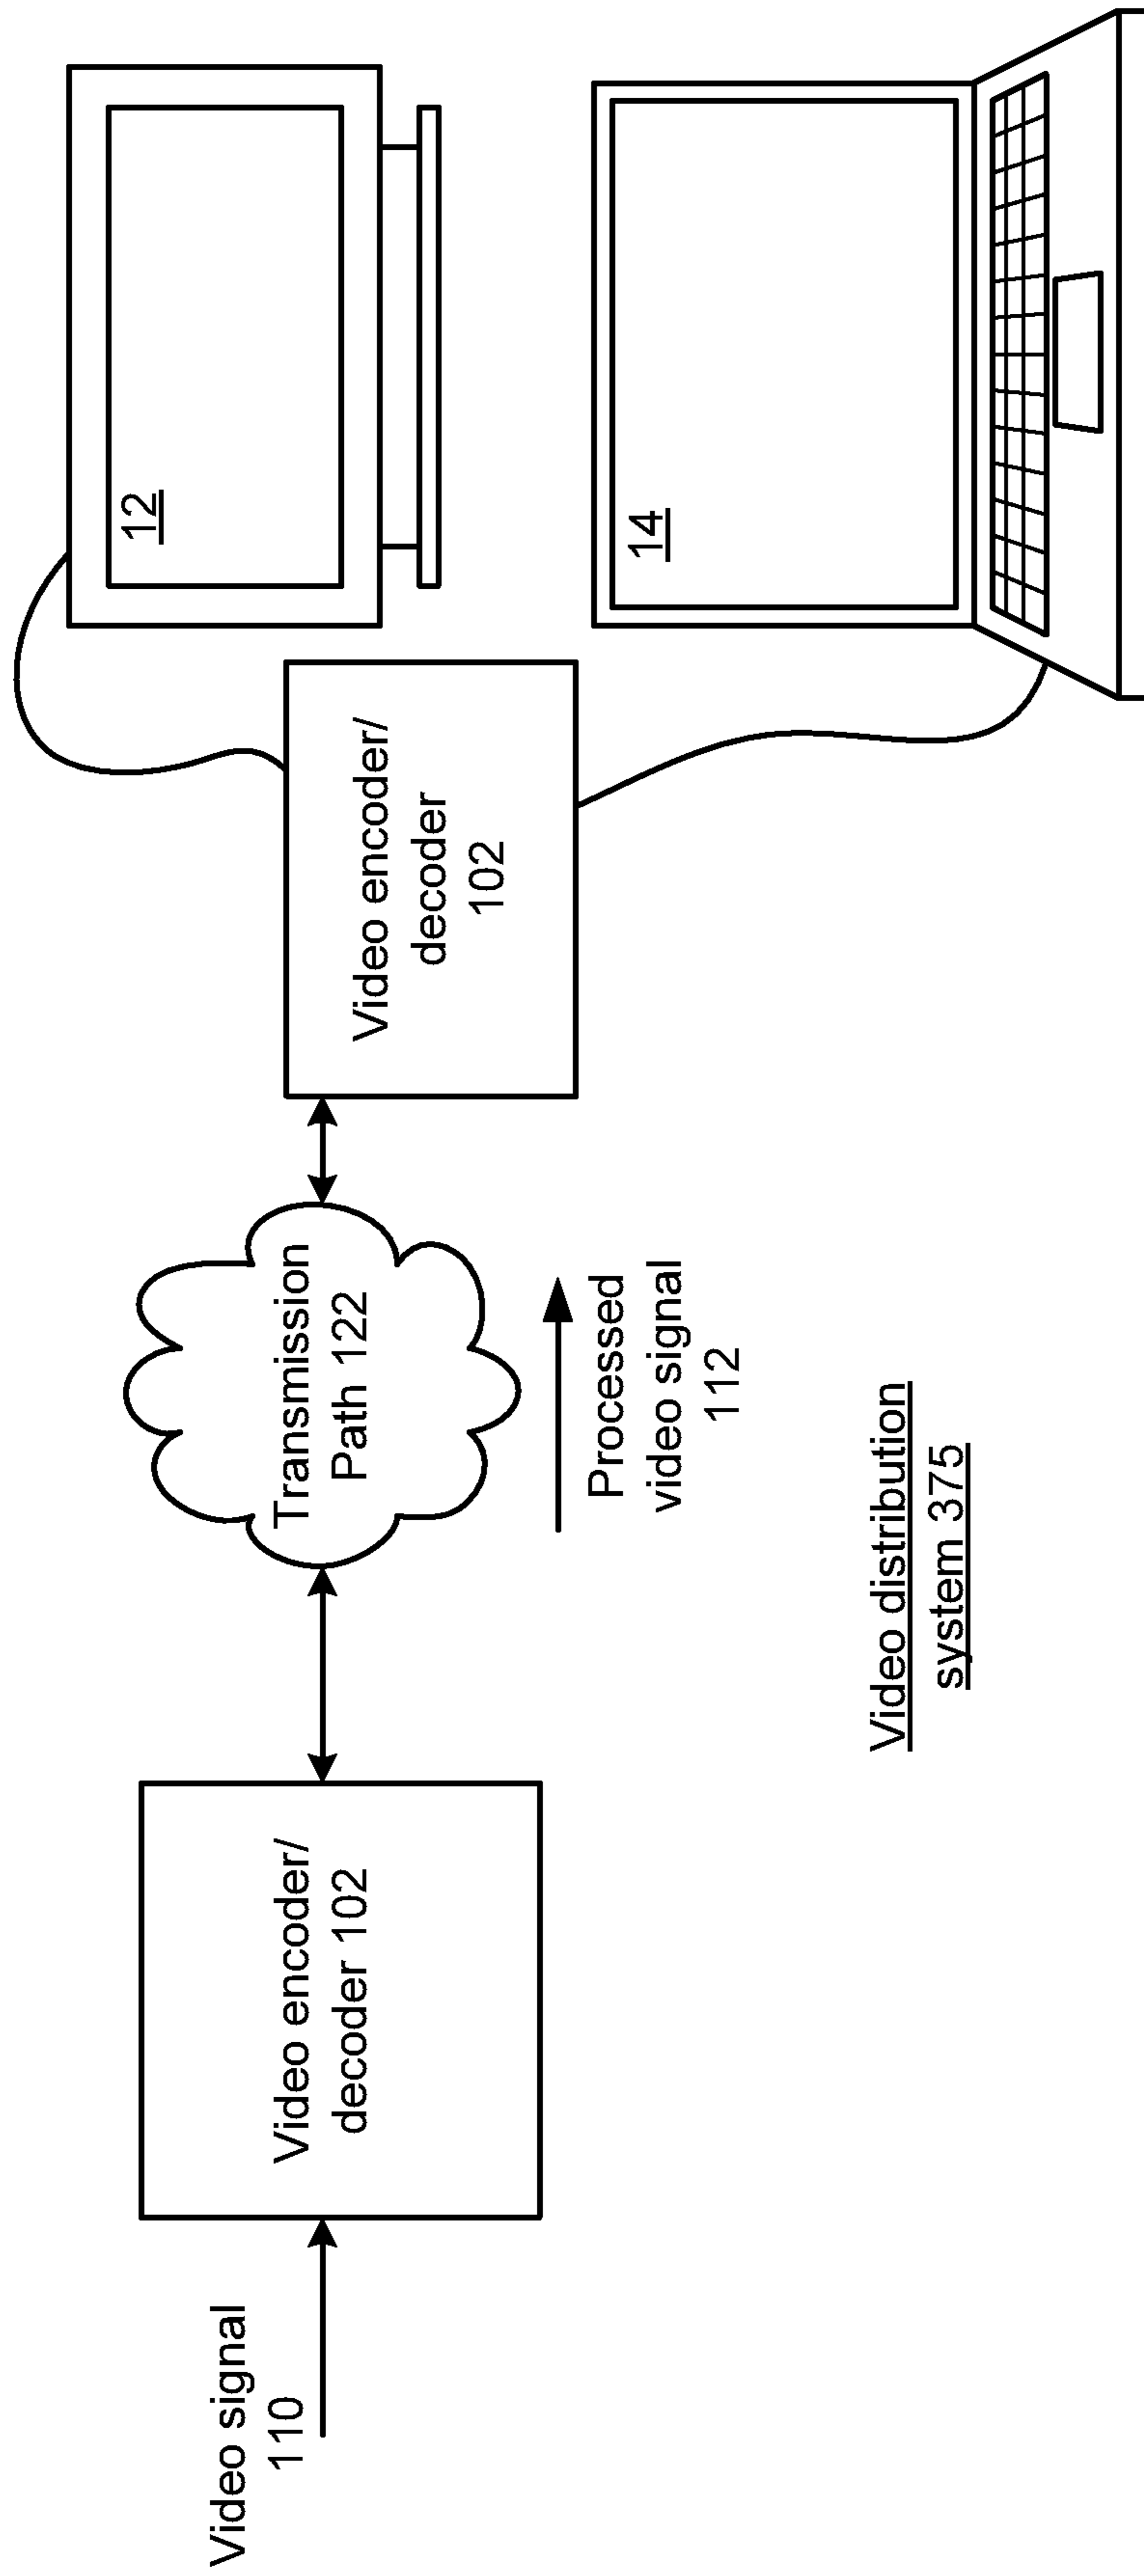 Video signal
110
Video encoder/
decoder 102
Transmission
Path 122
Processed
video signal
112
Video encoder/
decoder
102
12
14
Video distribution
system 375